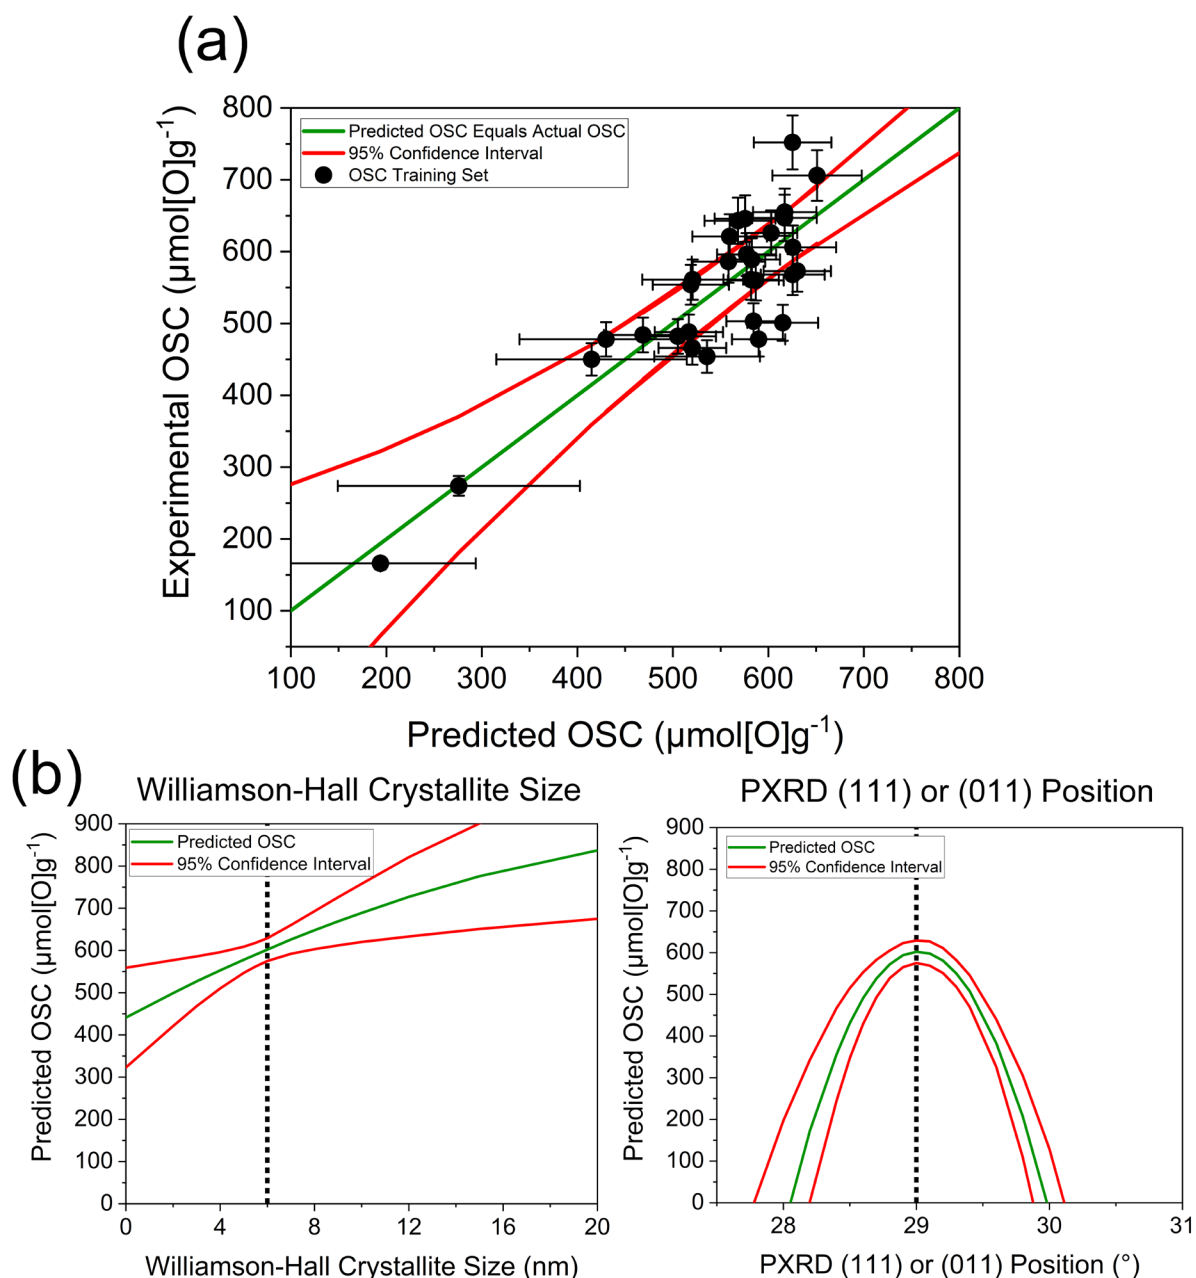 (a)
Experimental OSC (µmol[O]g⁻¹)
800
700
600
500
400
300
200
100
Predicted OSC Equals Actual OSC
95% Confidence Interval
OSC Training Set
100 200 300 400 500 600 700 800
Predicted OSC (µmol[O]g⁻¹)
(b)
Williamson-Hall Crystallite Size
Predicted OSC (µmol[O]g⁻¹)
900
800
700
600
500
400
300
200
100
0
Predicted OSC
95% Confidence Interval
0 4 8 12 16 20
Williamson-Hall Crystallite Size (nm)
PXRD (111) or (011) Position
Predicted OSC (µmol[O]g⁻¹)
900
800
700
600
500
400
300
200
100
0
Predicted OSC
95% Confidence Interval
28 29 30 31
PXRD (111) or (011) Position (°)